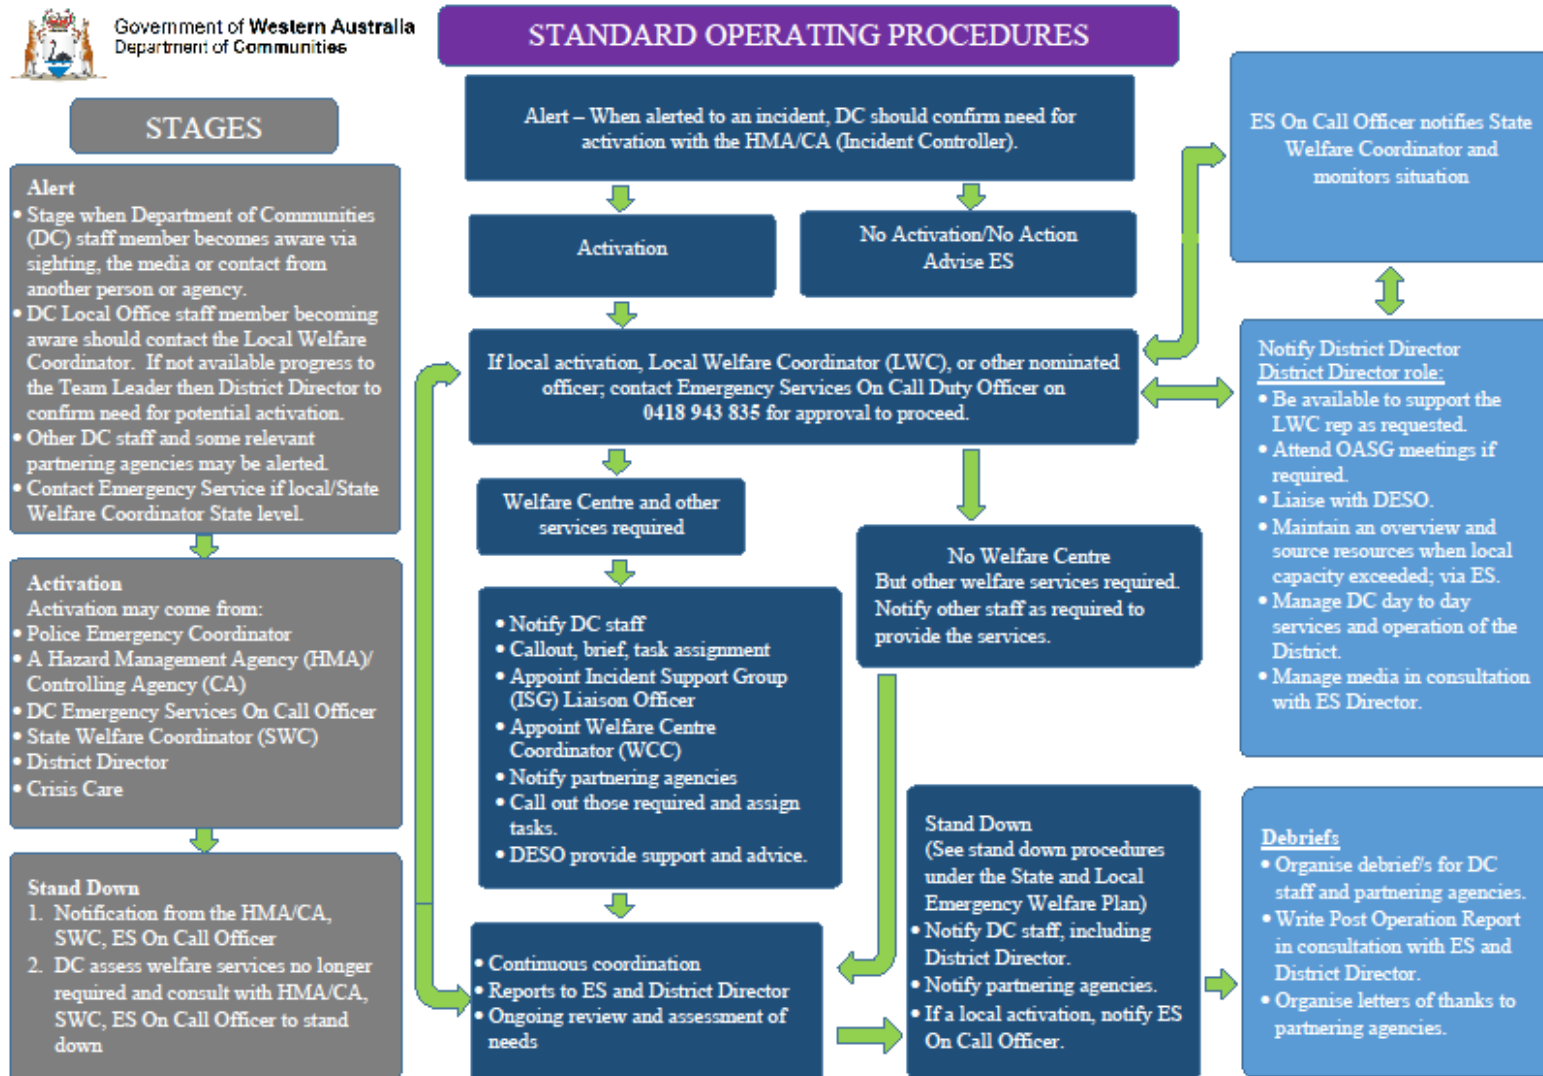 Government of Western Australia
Department of Communities
STANDARD OPERATING PROCEDURES
STAGES
Alert
• Stage when Department of Communities
(DC) staff member becomes aware via
sighting, the media or contact from
another person or agency.
• DC Local Office staff member becoming
aware should contact the Local Welfare
Coordinator. If not available progress to
the Team Leader then District Director to
confirm need for potential activation.
• Other DC staff and some relevant
partnering agencies may be alerted.
• Contact Emergency Service if local/State
Welfare Coordinator State level.
Activation
Activation may come from:
• Police Emergency Coordinator
• A Hazard Management Agency (HMA)/
Controlling Agency (CA)
• DC Emergency Services On Call Officer
• State Welfare Coordinator (SWC)
• District Director
• Crisis Care
Stand Down
1. Notification from the HMA/CA,
SWC, ES On Call Officer
2. DC assess welfare services no longer
required and consult with HMA/CA,
SWC, ES On Call Officer to stand
down
Alert – When alerted to an incident, DC should confirm need for
activation with the HMA/CA (Incident Controller).
Activation
No Activation/No Action
Advise ES
If local activation, Local Welfare Coordinator (LWC), or other nominated
officer; contact Emergency Services On Call Duty Officer on
0418 943 835 for approval to proceed.
Welfare Centre and other
services required
No Welfare Centre
But other welfare services required.
Notify other staff as required to
provide the services.
• Notify DC staff
• Callout, brief, task assignment
• Appoint Incident Support Group
(ISG) Liaison Officer
• Appoint Welfare Centre
Coordinator (WCC)
• Notify partnering agencies
• Call out those required and assign
tasks.
• DESO provide support and advice.
• Continuous coordination
• Reports to ES and District Director
• Ongoing review and assessment of
needs
Stand Down
(See stand down procedures
under the State and Local
Emergency Welfare Plan)
• Notify DC staff, including
District Director.
• Notify partnering agencies.
• If a local activation, notify ES
On Call Officer.
ES On Call Officer notifies State
Welfare Coordinator and
monitors situation
Notify District Director
District Director role:
• Be available to support the
LWC rep as requested.
• Attend OASG meetings if
required.
• Liaise with DESO.
• Maintain an overview and
source resources when local
capacity exceeded; via ES.
• Manage DC day to day
services and operation of the
District.
• Manage media in consultation
with ES Director.
Debriefs
• Organise debrief/s for DC
staff and partnering agencies.
• Write Post Operation Report
in consultation with ES and
District Director.
• Organise letters of thanks to
partnering agencies.